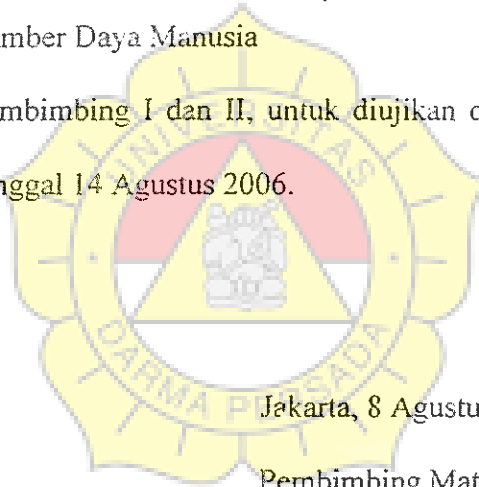 mber Daya Manusia
mbimbing I dan II, untuk diujikan d
nggal 14 Agustus 2006.
UNIVERSITAS
DARMA PERSADA
Jakarta, 8 Agustu
Pembimbing Mat